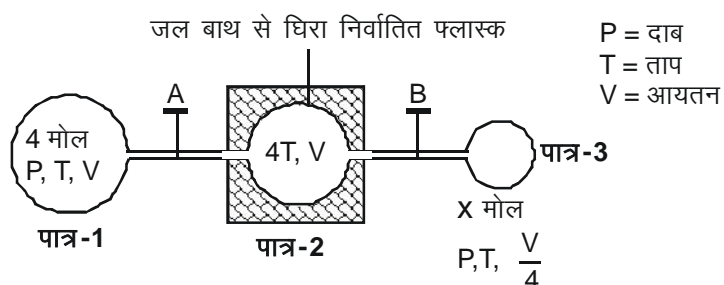 जल बाथ से घिरा निर्वातित फ्लास्क
P = दाब
T = ताप
V = आयतन
A
B
4 मोल
P, T, V
4T, V
पात्र-3
पात्र-1
पात्र-2
x मोल
P,T, V/4